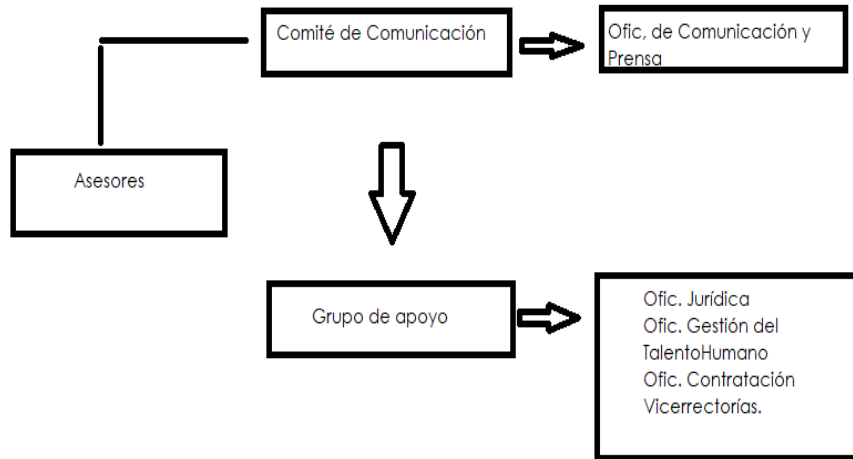 Comité de Comunicación
Ofic, de Comunicación y
Prensa
Asesores
Grupo de apoyo
Ofic. Jurídica
Ofic. Gestión del
TalentoHumano
Ofic. Contratación
Vicerrectorías.